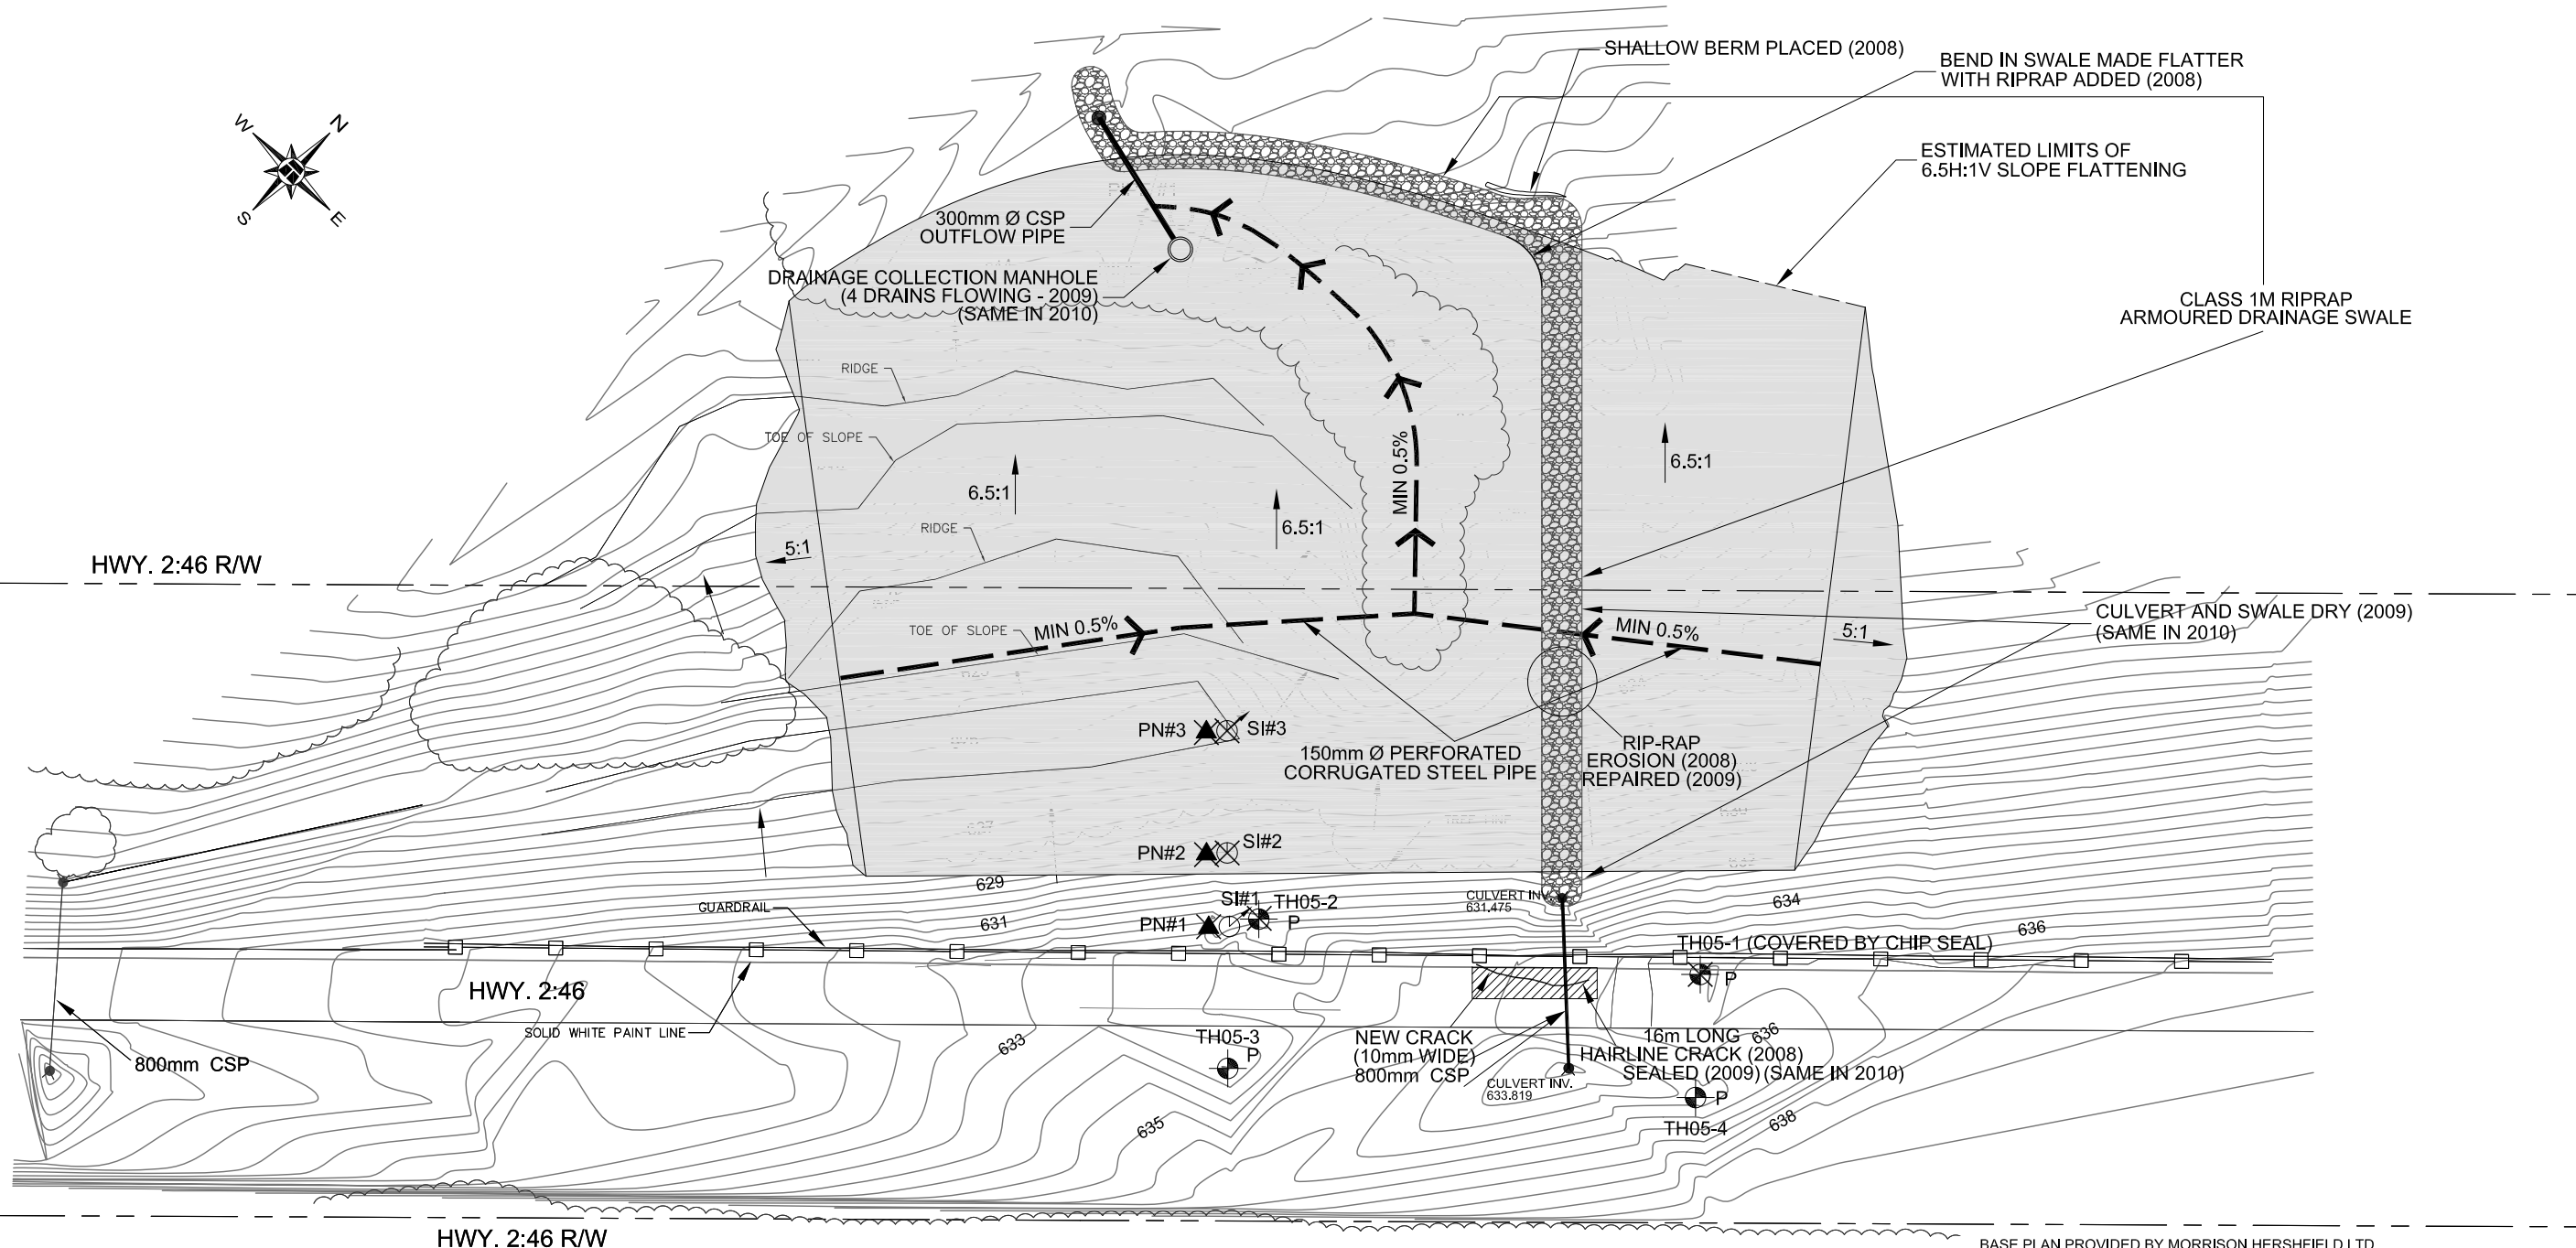 SHALLOW BERM PLACED (2008)
BEND IN SWALE MADE FLATTER
WITH RIPRAP ADDED (2008)
W
N
S
E
ESTIMATED LIMITS OF
6.5H:1V SLOPE FLATTENING
300mm Ø CSP
OUTFLOW PIPE
DRAINAGE COLLECTION MANHOLE
(4 DRAINS FLOWING - 2009)
(SAME IN 2010)
CLASS 1M RIPRAP
ARMOURED DRAINAGE SWALE
RIDGE
TOE OF SLOPE
MIN 0.5%
6.5:1
6.5:1
6.5:1
RIDGE
5:1
HWY. 2:46 R/W
TOE OF SLOPE
MIN 0.5%
MIN 0.5%
5:1
CULVERT AND SWALE DRY (2009)
(SAME IN 2010)
PN#3
SI#3
150mm Ø PERFORATED
CORRUGATED STEEL PIPE
RIP-RAP
EROSION (2008)
REPAIRED (2009)
TREE LINE
PN#2
SI#2
629
GUARDRAIL
631
PN#1
SI#1
TH05-2
P
CULVERT INV.
631.475
634
636
TH05-1 (COVERED BY CHIP SEAL)
P
HWY. 2:46
SOLID WHITE PAINT LINE
800mm CSP
633
TH05-3
P
NEW CRACK
(10mm WIDE)
800mm CSP
16m LONG
HAIRLINE CRACK (2008)
SEALED (2009) (SAME IN 2010)
636
CULVERT INV.
633.819
P
TH05-4
635
638
HWY. 2:46 R/W
BASE PLAN PROVIDED BY MORRISON HERSHFIELD LTD.